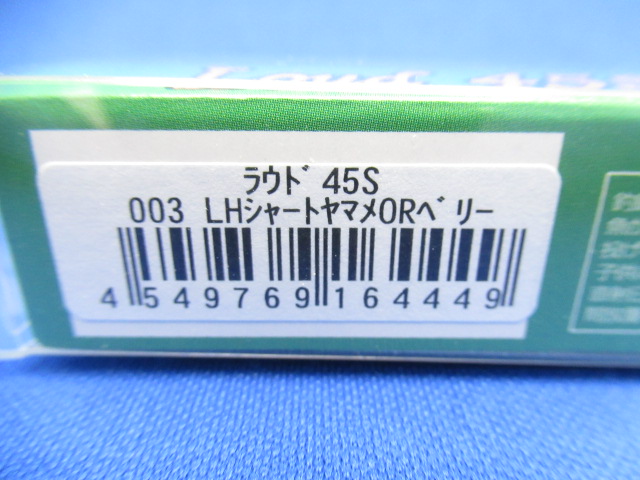 ﾗｳﾄﾞ 45S
003 LHｼｬｰﾄﾔﾏﾒORﾍﾞﾘｰ
4 549769 164449